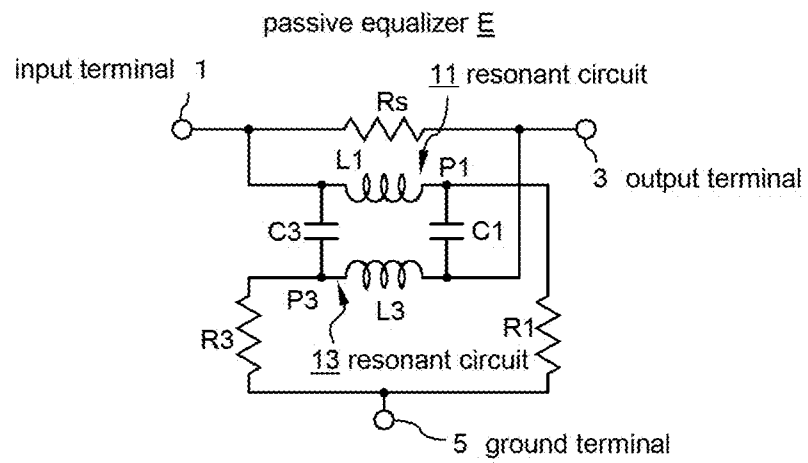 passive equalizer E
input terminal 1
11 resonant circuit
Rs
L1
P1
3 output terminal
C3
C1
P3
L3
R3
R1
13 resonant circuit
5 ground terminal